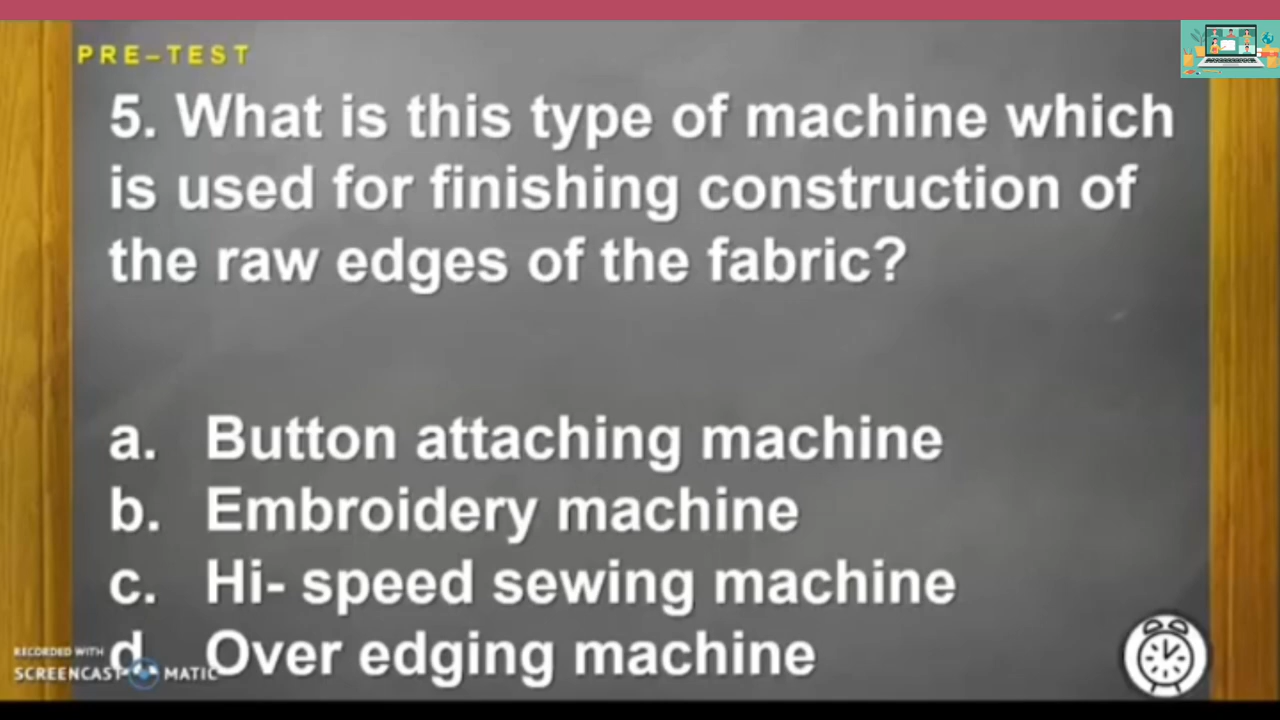 PRE–TEST
5. What is this type of machine which
is used for finishing construction of
the raw edges of the fabric?
a. Button attaching machine
b. Embroidery machine
c. Hi- speed sewing machine
d. Over edging machine
RECORDED WITH
SCREENCAST MATIC